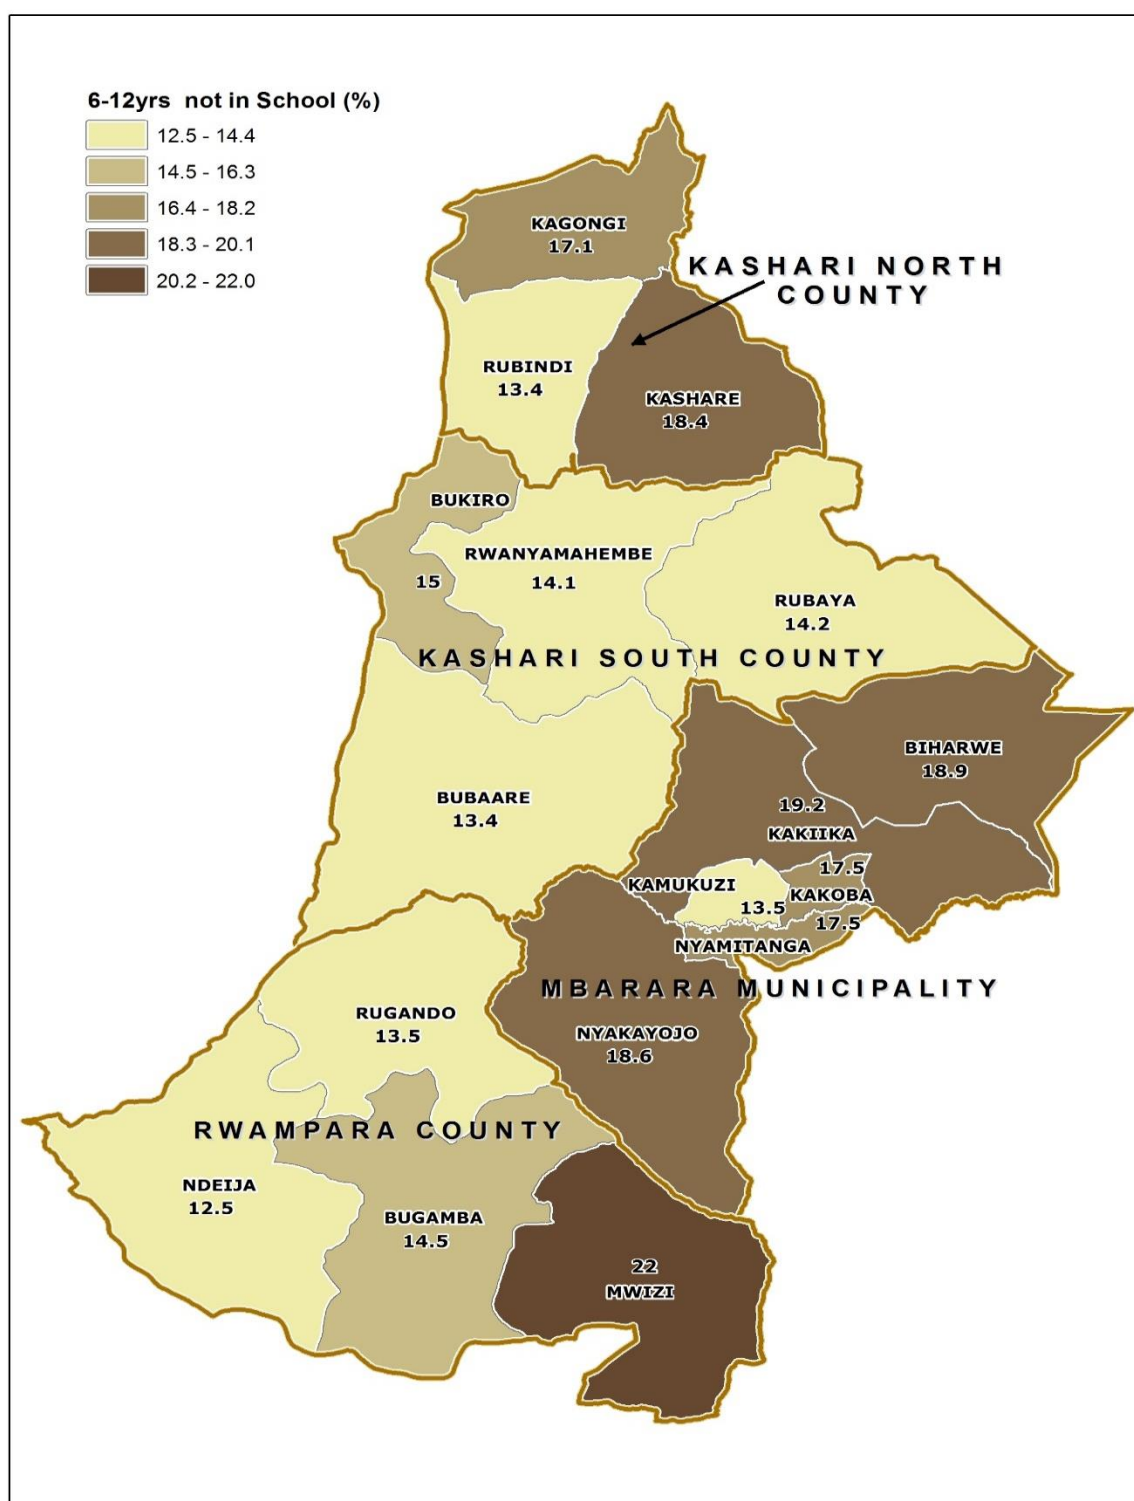 6-12yrs not in School (%)
12.5 - 14.4
14.5 - 16.3
16.4 - 18.2
18.3 - 20.1
20.2 - 22.0
KAGONGI
17.1
KASHARI NORTH
COUNTY
RUBINDI
13.4
KASHARE
18.4
BUKIRO
15
RWANYAMAHEMBE
14.1
RUBAYA
14.2
KASHARI SOUTH COUNTY
BIHARWE
18.9
BUBAARE
13.4
19.2
KAKIIKA
17.5
KAKOBA
KAMUKUZI
13.5
17.5
NYAMITANGA
MBARARA MUNICIPALITY
RUGANDO
13.5
NYAKAYOJO
18.6
RWAMPARA COUNTY
NDEIJA
12.5
BUGAMBA
14.5
22
MWIZI